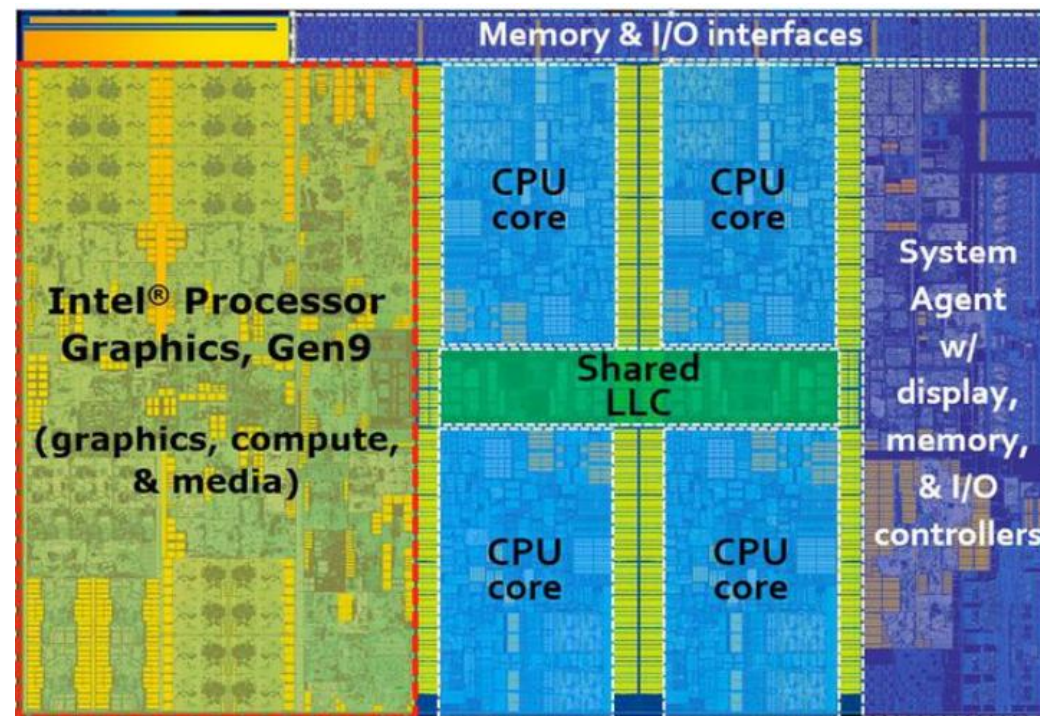 Memory & I/O interfaces
CPU
core
CPU
core
Intel® Processor
Graphics, Gen9
(graphics, compute,
& media)
Shared
LLC
System
Agent
w/
display,
memory,
& I/O
controllers
CPU
core
CPU
core